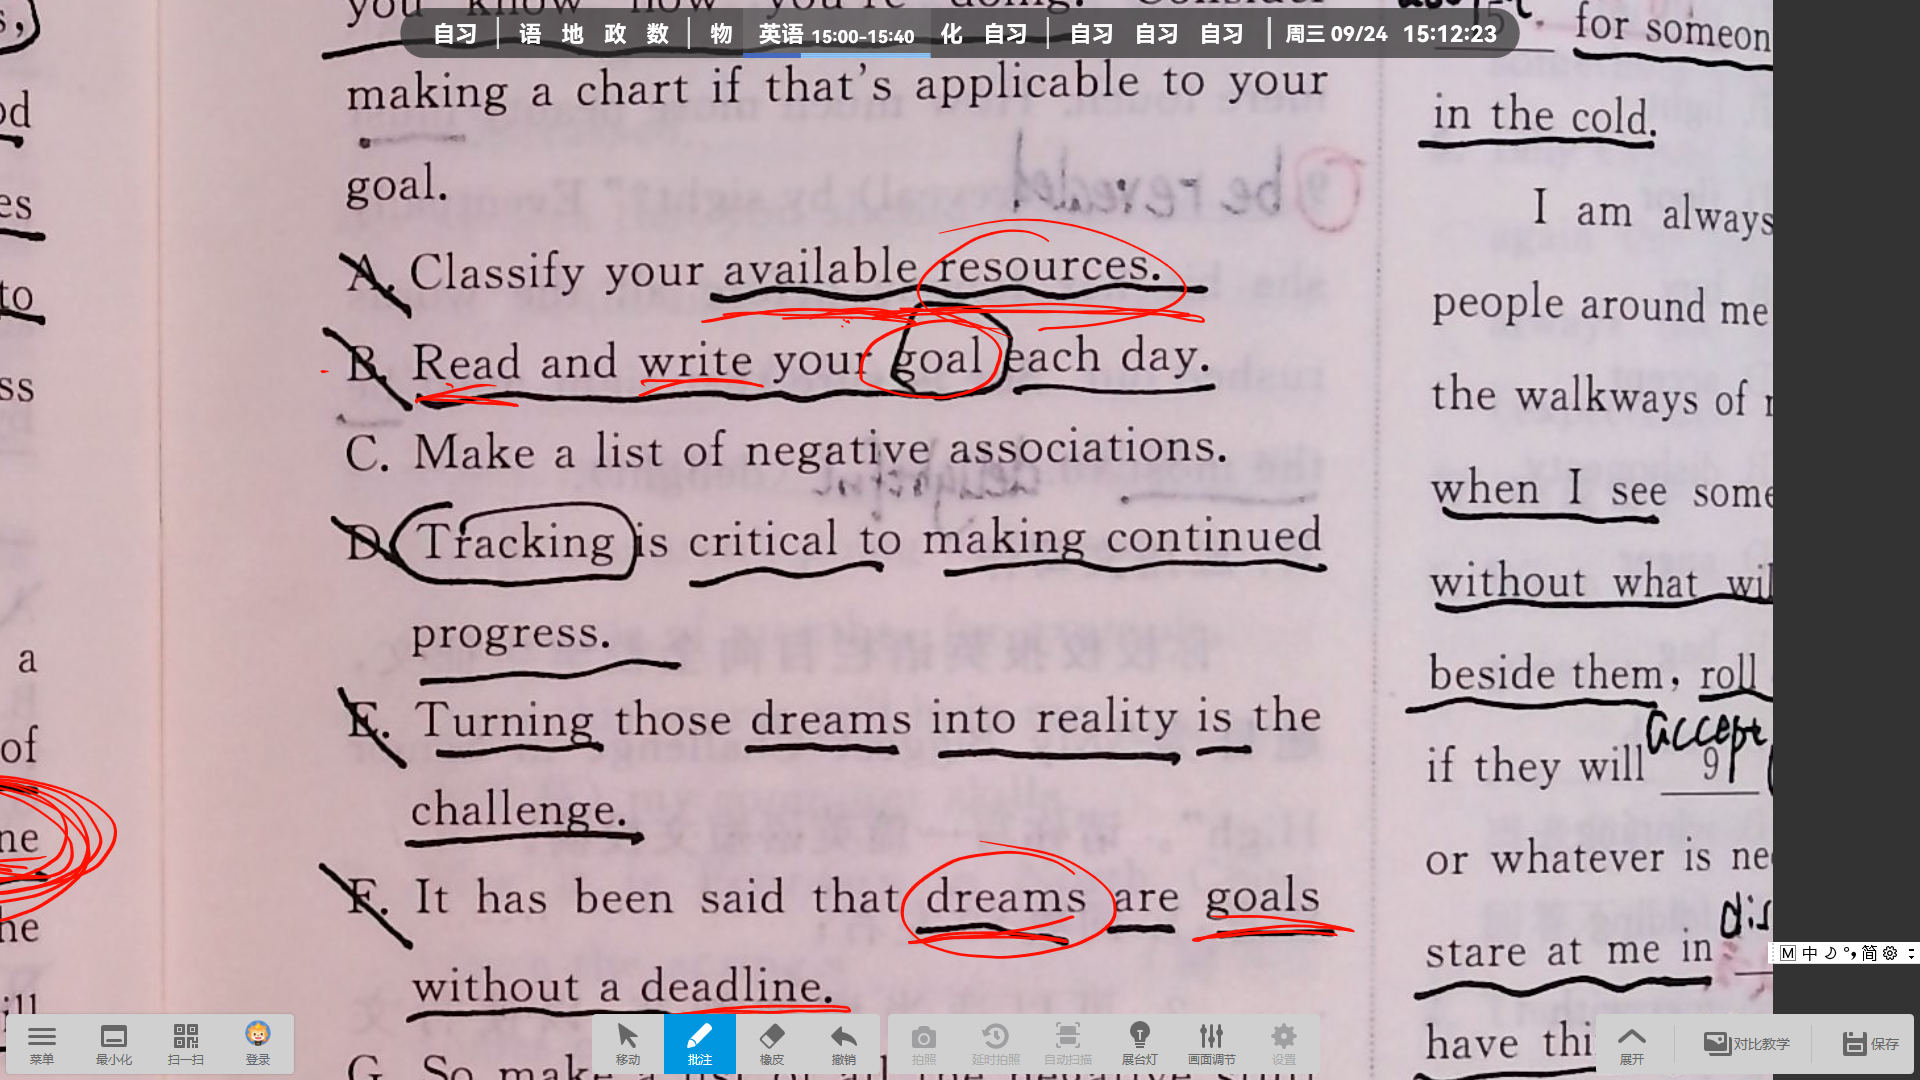 自习 语 地 政 数 物 英语 15:00-15:40 化 自习 自习 自习 自习 周三 09/24 15:12:23
making a chart if that's applicable to your
goal.
A. Classify your available resources.
B. Read and write your goal each day.
C. Make a list of negative associations.
D. Tracking is critical to making continued
progress.
E. Turning those dreams into reality is the
challenge.
F. It has been said that dreams are goals
without a deadline.
es
to
ss
a
of
ne
he
for someon
in the cold.
I am always
people around me
the walkways of
when I see some
without what wil
beside them, roll
accept
if they will 9
or whatever is ne
dis
stare at me in
have thi
M 中 简
菜单 最小化 扫一扫 登录 移动 批注 橡皮 撤销 拍照 延时拍照 自动扫描 展台灯 画面调节 设置 展开 对比教学 保存